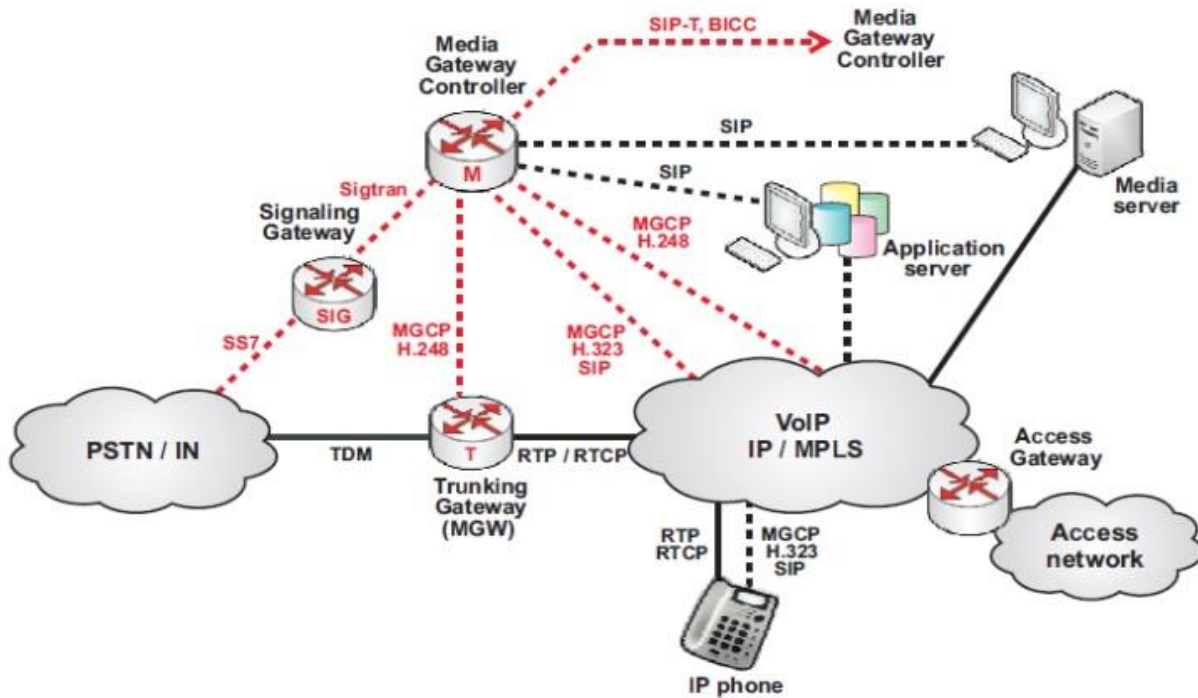 SIP-T, BICC
Media
Gateway
Controller
Media
Gateway
Controller
M
SIP
SIP
Media
server
Sigtran
Signaling
Gateway
SIG
MGCP
H.248
Application
server
SS7
MGCP
H.248
MGCP
H.323
SIP
PSTN / IN
TDM
T
RTP / RTCP
Trunking
Gateway
(MGW)
VoIP
IP / MPLS
Access
Gateway
Access
network
RTP
RTCP
MGCP
H.323
SIP
IP phone